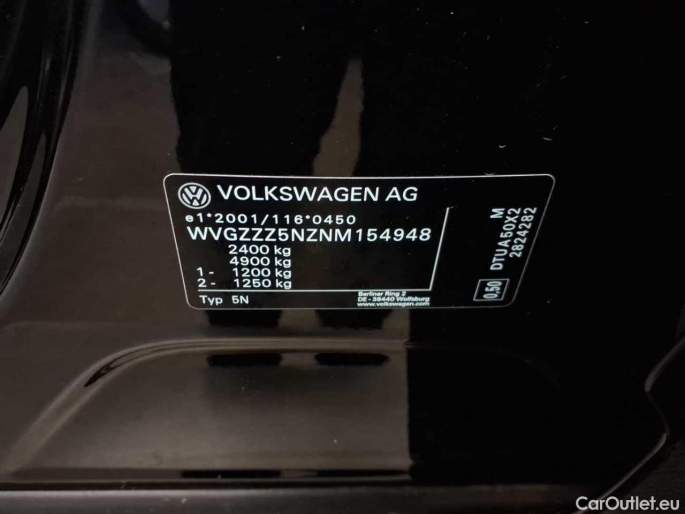 VOLKSWAGEN AG
e1*2001/116*0450
WVGZZZ5NZNM154948
2400 kg
4900 kg
1 - 1200 kg
2 - 1250 kg
Typ 5N
Berliner Ring 2
DE - 38440 Wolfsburg
www.volkswagen.com
0,50
DTUA50X2 M
2824282
CarOutlet.eu